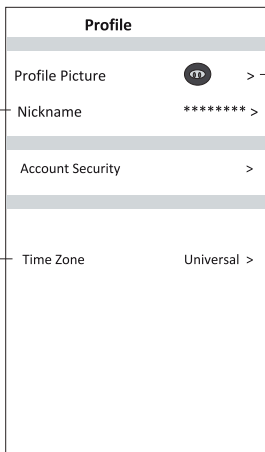 Profile
Profile Picture >
Nickname ******** >
Account Security >
Time Zone Universal >